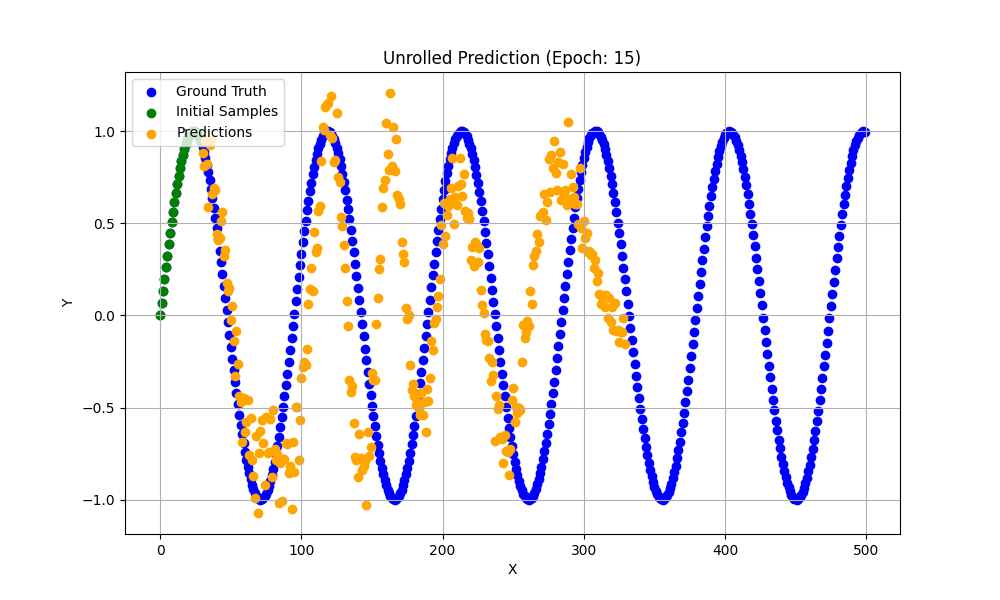 Unrolled Prediction (Epoch: 15)
Ground Truth
Initial Samples
Predictions
1.0
0.5
0.0
−0.5
−1.0
Y
0 100 200 300 400 500
X